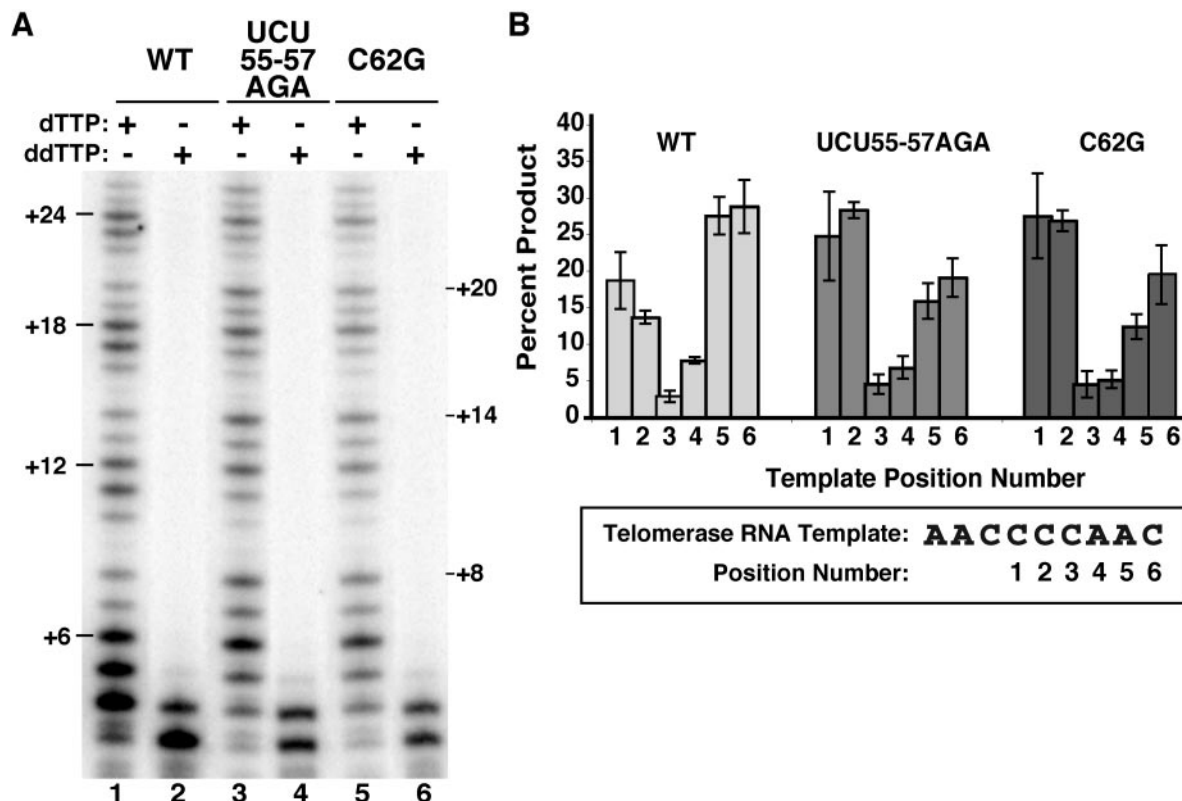 A
WT
UCU
55-57
AGA
C62G
dTTP: + - + - + -
ddTTP: - + - + - +
+24
+18
+12
+6
+20
+14
+8
1 2 3 4 5 6
B
Percent Product
40
35
30
25
20
15
10
5
0
WT
UCU55-57AGA
C62G
1 2 3 4 5 6
1 2 3 4 5 6
1 2 3 4 5 6
Template Position Number
Telomerase RNA Template: AACCCCAAC
Position Number: 1 2 3 4 5 6